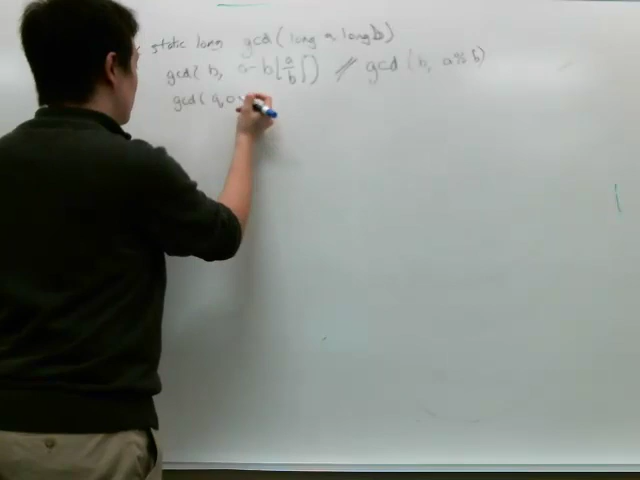 static long gcd(long a long b)
gcd( b, a-b⌊a/b⌋) // gcd(b, a%b)
gcd( a,0